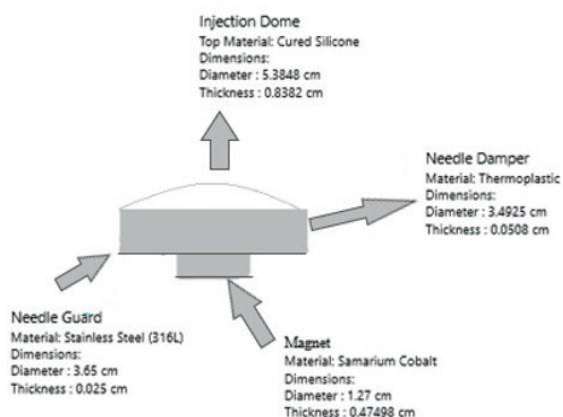 Injection Dome
Top Material: Cured Silicone
Dimensions:
Diameter : 5.3848 cm
Thickness : 0.8382 cm
Needle Damper
Material: Thermoplastic
Dimensions:
Diameter : 3.4925 cm
Thickness : 0.0508 cm
Needle Guard
Material: Stainless Steel (316L)
Dimensions:
Diameter : 3.65 cm
Thickness : 0.025 cm
Magnet
Material: Samarium Cobalt
Dimensions:
Diameter : 1.27 cm
Thickness : 0.47498 cm